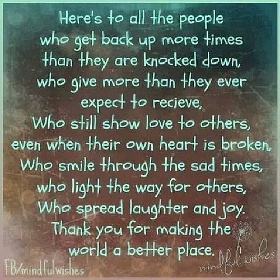 Here's to all the people
who get back up more times
than they are knocked down,
who give more than they ever
expect to recieve,
Who still show love to others,
even when their own heart is broken,
Who smile through the sad times,
who light the way for others,
Who spread laughter and joy.
Thank you for making the
world a better place.
FB/mindfulwishes
mindfulwishes